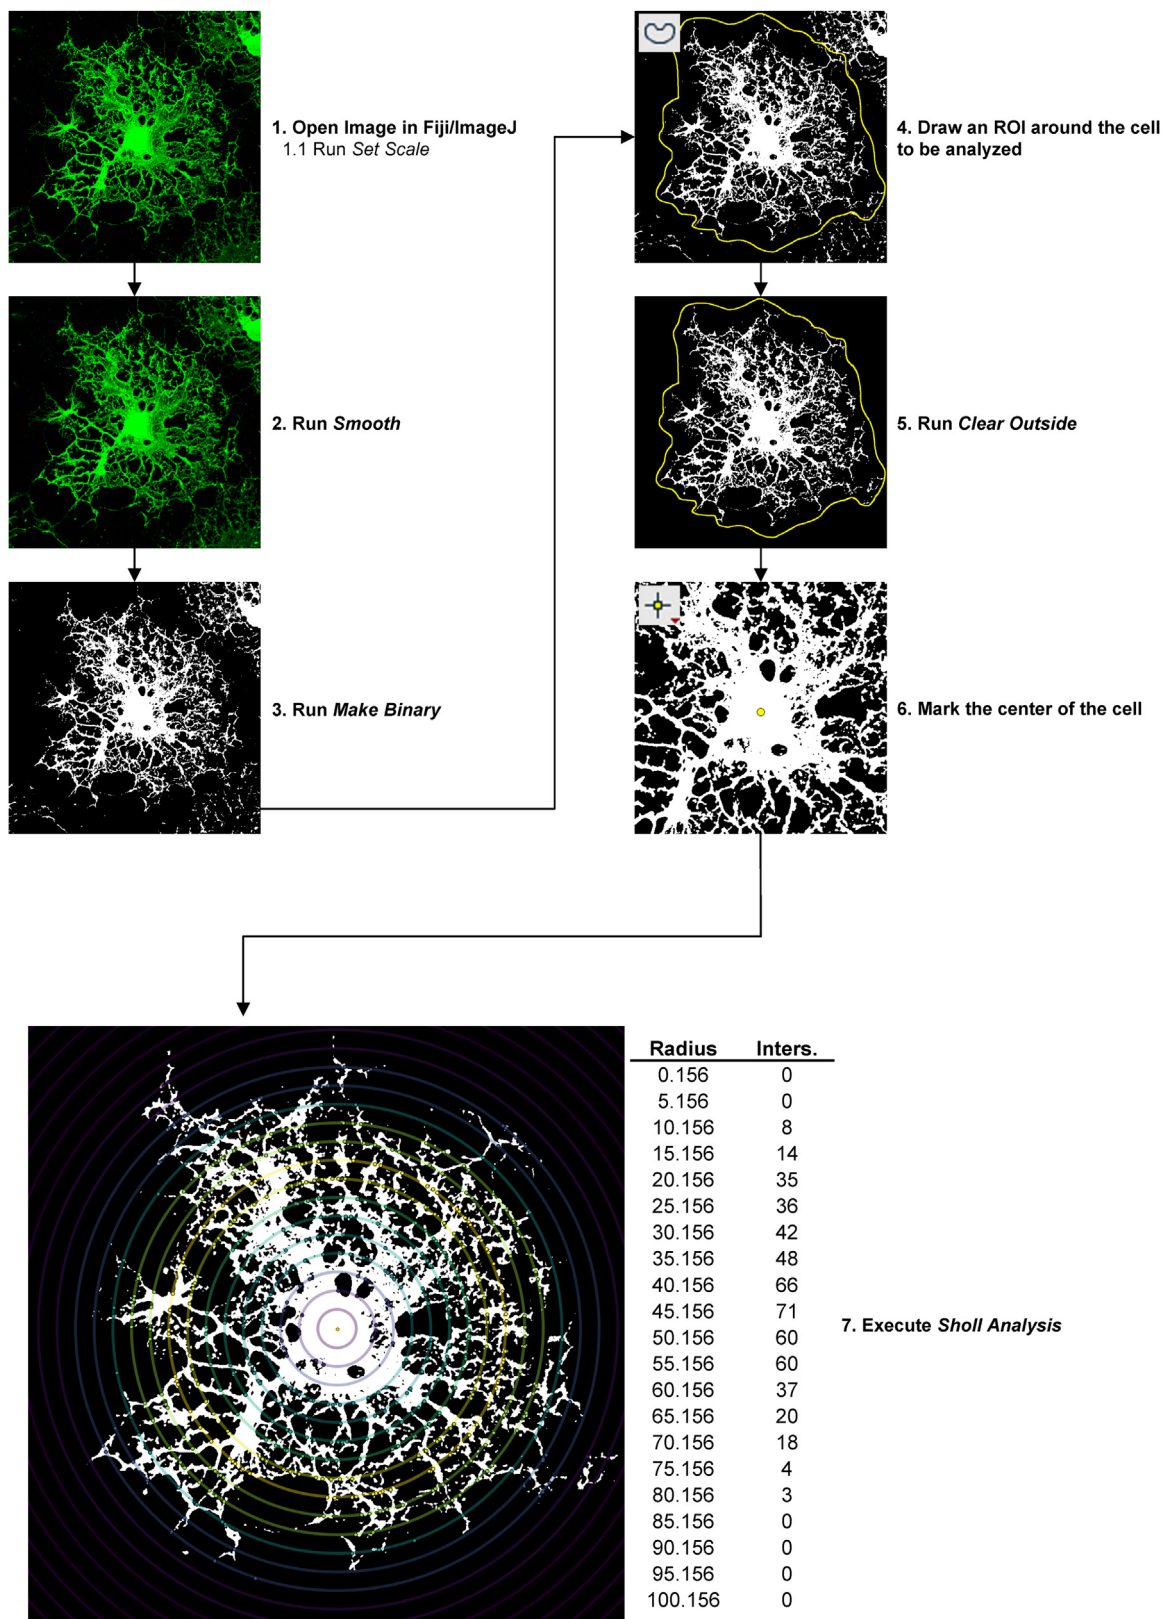 1. Open Image in Fiji/ImageJ
1.1 Run Set Scale
2. Run Smooth
3. Run Make Binary
4. Draw an ROI around the cell
to be analyzed
5. Run Clear Outside
6. Mark the center of the cell
Radius Inters.
0.156 0
5.156 0
10.156 8
15.156 14
20.156 35
25.156 36
30.156 42
35.156 48
40.156 66
45.156 71
50.156 60
55.156 60
60.156 37
65.156 20
70.156 18
75.156 4
80.156 3
85.156 0
90.156 0
95.156 0
100.156 0
7. Execute Sholl Analysis